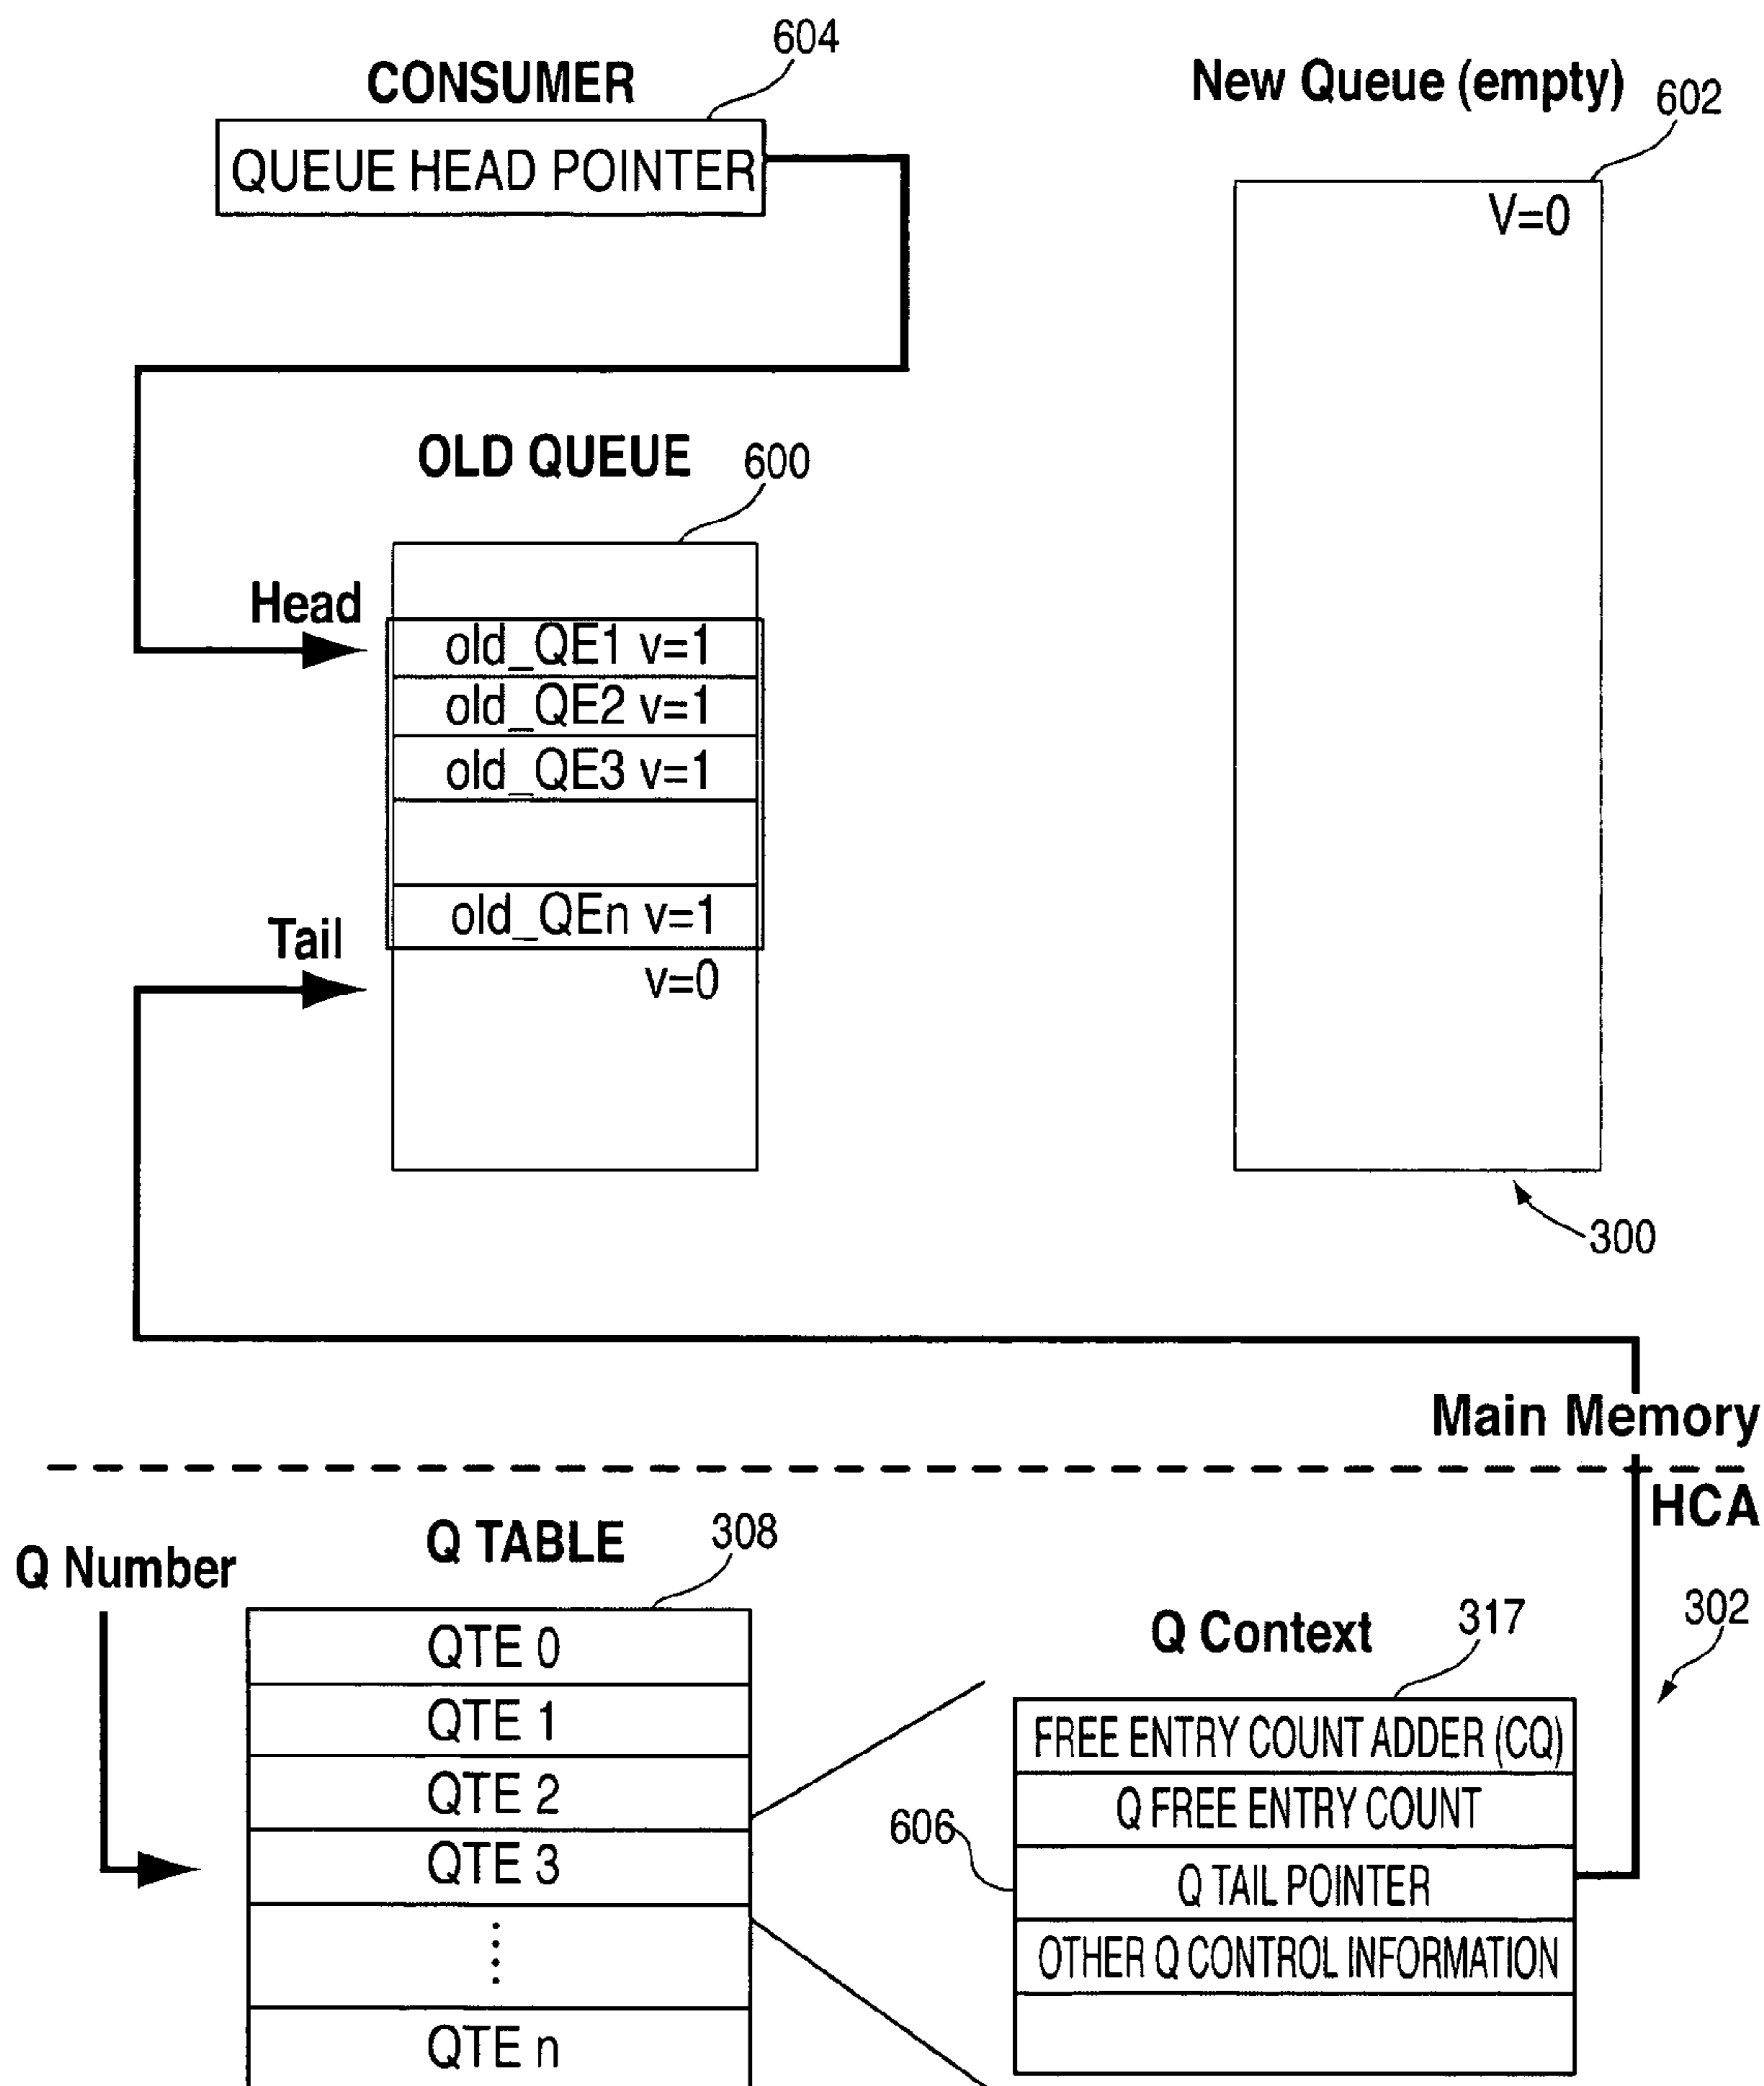 604
CONSUMER
QUEUE HEAD POINTER
New Queue (empty)
602
V=0
OLD QUEUE
600
Head
old_QE1 v=1
old_QE2 v=1
old_QE3 v=1
old_QEn v=1
Tail
v=0
300
Main Memory
HCA
Q Number
Q TABLE
308
QTE 0
QTE 1
QTE 2
QTE 3
QTE n
Q Context
317
302
FREE ENTRY COUNT ADDER (CQ)
Q FREE ENTRY COUNT
606
Q TAIL POINTER
OTHER Q CONTROL INFORMATION